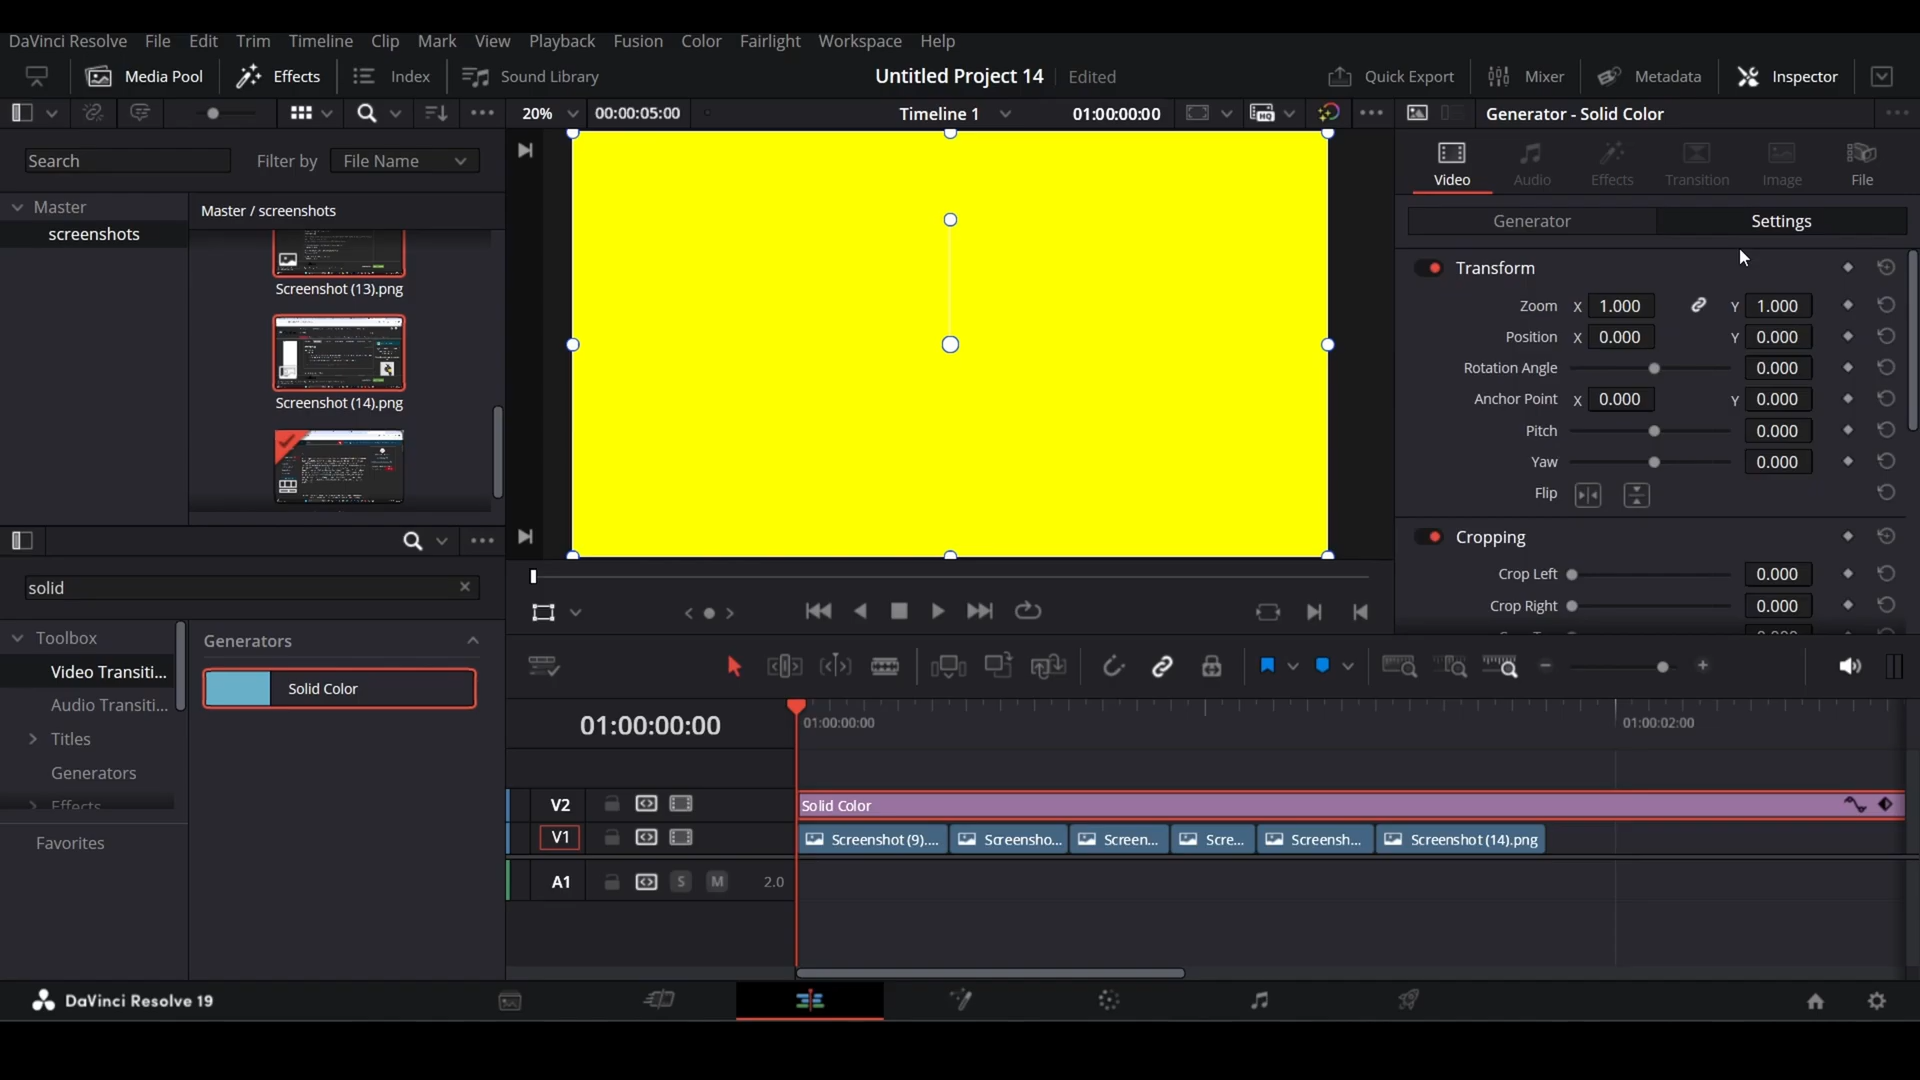 DaVinci Resolve File Edit Trim Timeline Clip Mark View Playback Fusion Color Fairlight Workspace Help
Media Pool Effects Index Sound Library Untitled Project 14 Edited Quick Export Mixer Metadata Inspector
20% 00:00:05:00 Timeline 1 01:00:00:00 Generator - Solid Color
Search Filter by File Name
Video Audio Effects Transition Image File
Master Master / screenshots
screenshots
Generator Settings
Transform
Screenshot (13).png
Zoom X 1.000 Y 1.000
Position X 0.000 Y 0.000
Rotation Angle 0.000
Anchor Point X 0.000 Y 0.000
Screenshot (14).png
Pitch 0.000
Yaw 0.000
Flip
Cropping
Crop Left 0.000
Crop Right 0.000
solid
Toolbox Generators
Video Transiti... Solid Color
Audio Transiti...
Titles
Generators
Effects
Favorites
01:00:00:00 01:00:00:00 01:00:02:00
V2 Solid Color
V1 Screenshot (9).... Screensho... Screen... Scre... Screensh... Screenshot (14).png
A1 S M 2.0
DaVinci Resolve 19